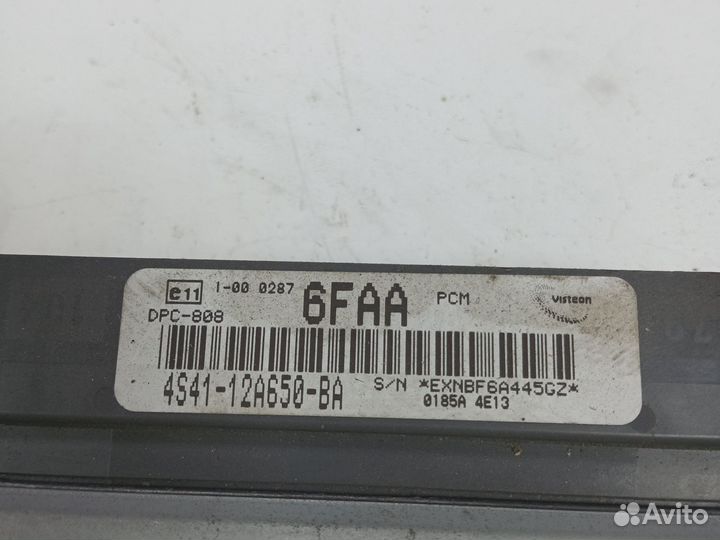 e11 1-00 0287 6FAA PCM Visteon
DPC-808
4S41-12A650-BA S/N *EXNBF6A445GZ*
0185A 4E13
Avito